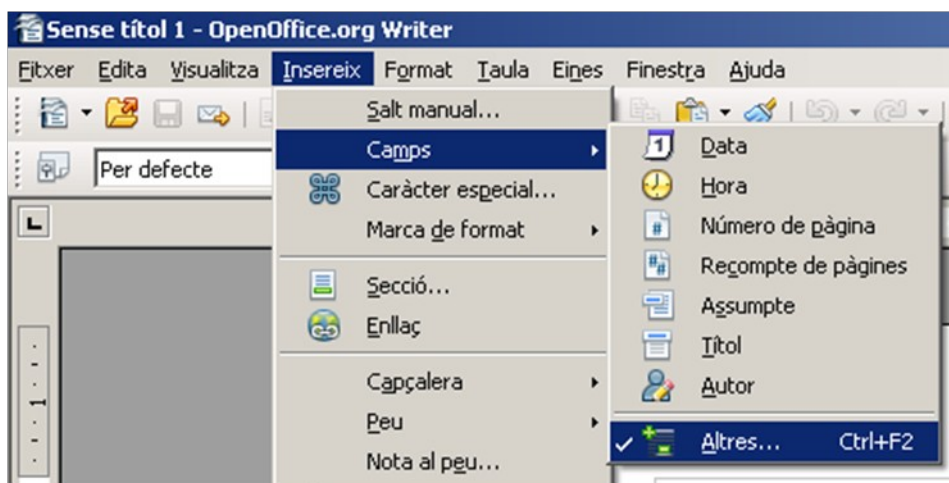 Sense títol 1 - OpenOffice.org Writer
Fitxer Edita Visualitza Insereix Format Taula Eines Finestra Ajuda
Per defecte
Salt manual...
Camps
Caràcter especial...
Marca de format
Secció...
Enllaç
Capçalera
Peu
Nota al peu...
Data
Hora
Número de pàgina
Recompte de pàgines
Assumpte
Títol
Autor
Altres... Ctrl+F2
1